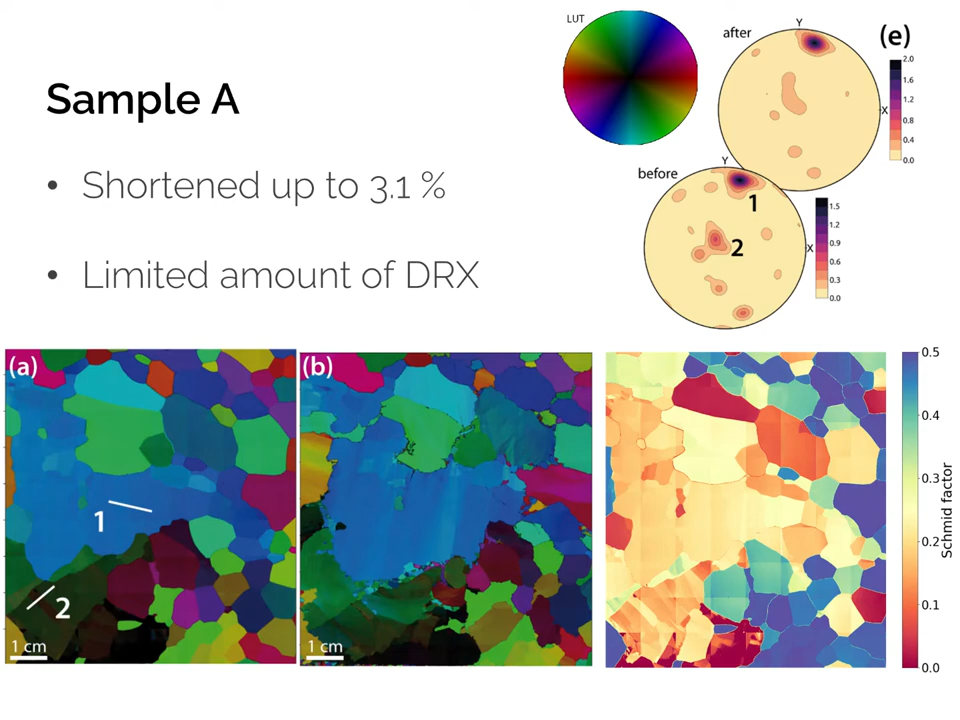 LUT
after
Y
(e)
2.0
1.6
1.2
0.8
0.4
0.0
X
Sample A
• Shortened up to 3.1 %
• Limited amount of DRX
before
Y
1
2
X
1.5
1.2
0.9
0.6
0.3
0.0
(a)
1
2
1 cm
(b)
1 cm
0.5
0.4
0.3
0.2
0.1
0.0
Schmid factor